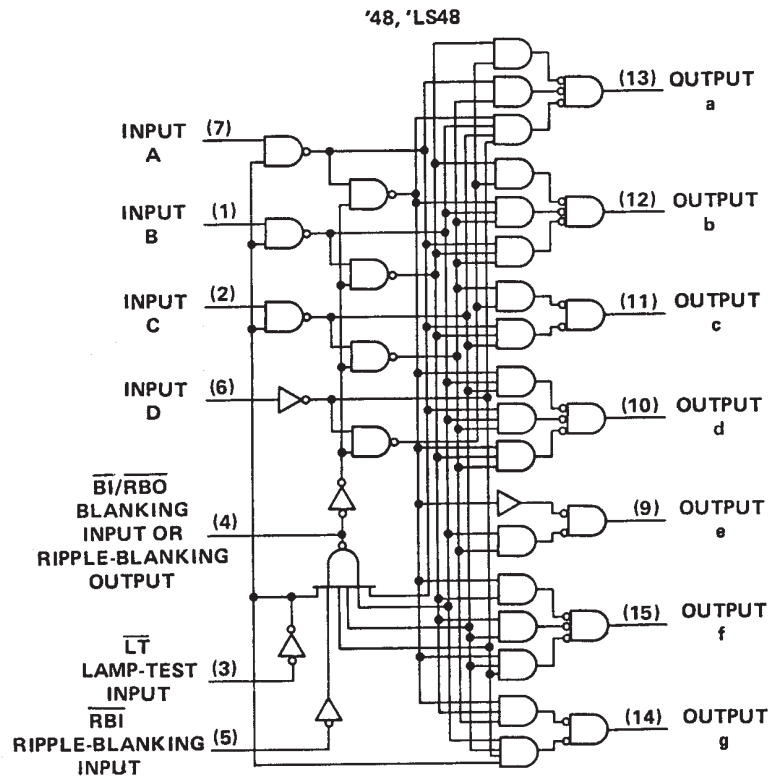 '48, 'LS48
INPUT
A
(7)
INPUT
B
(1)
INPUT
C
(2)
INPUT
D
(6)
BI/RBO
BLANKING
INPUT OR
RIPPLE-BLANKING
OUTPUT
(4)
LT
LAMP-TEST
INPUT
(3)
RBI
RIPPLE-BLANKING
INPUT
(5)
(13) OUTPUT
a
(12) OUTPUT
b
(11) OUTPUT
c
(10) OUTPUT
d
(9) OUTPUT
e
(15) OUTPUT
f
(14) OUTPUT
g